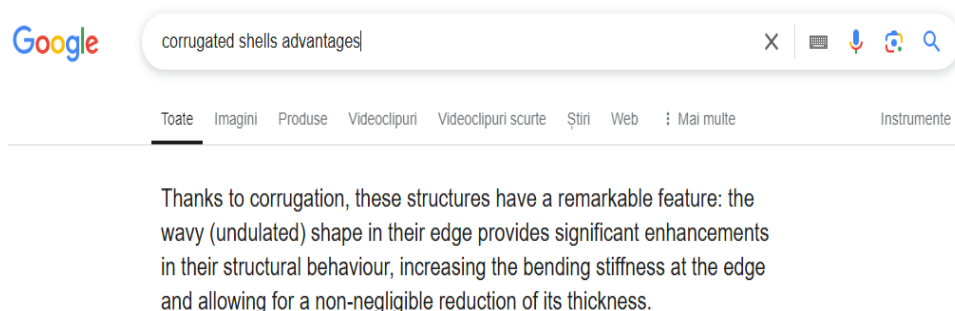 Google
corrugated shells advantages
Toate Imagini Produse Videoclipuri Videoclipuri scurte Știri Web Mai multe Instrumente
Thanks to corrugation, these structures have a remarkable feature: the
wavy (undulated) shape in their edge provides significant enhancements
in their structural behaviour, increasing the bending stiffness at the edge
and allowing for a non-negligible reduction of its thickness.